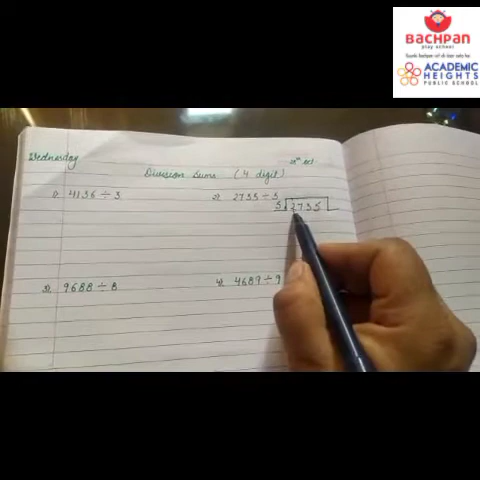 BACHPAN
play school
ACADEMIC
HEIGHTS
PUBLIC SCHOOL
Wednesday
Division Sums (4 digit)
1) 4136 ÷ 3
2) 2735 ÷ 5
5 2735
3) 9688 ÷ 8
4) 4689 ÷ 9